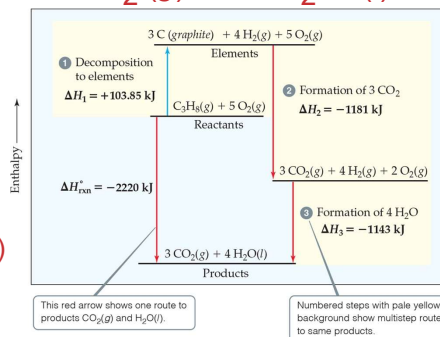 2(g) 2 (l)
3 C (graphite) + 4 H₂(g) + 5 O₂(g)
Elements
1 Decomposition
to elements
ΔH₁ = +103.85 kJ
2 Formation of 3 CO₂
ΔH₂ = −1181 kJ
C₃H₈(g) + 5 O₂(g)
Reactants
Enthalpy
3 CO₂(g) + 4 H₂(g) + 2 O₂(g)
ΔH°rxn = −2220 kJ
3 Formation of 4 H₂O
ΔH₃ = −1143 kJ
)
3 CO₂(g) + 4 H₂O(l)
Products
This red arrow shows one route to
products CO₂(g) and H₂O(l).
Numbered steps with pale yellow
background show multistep route
to same products.